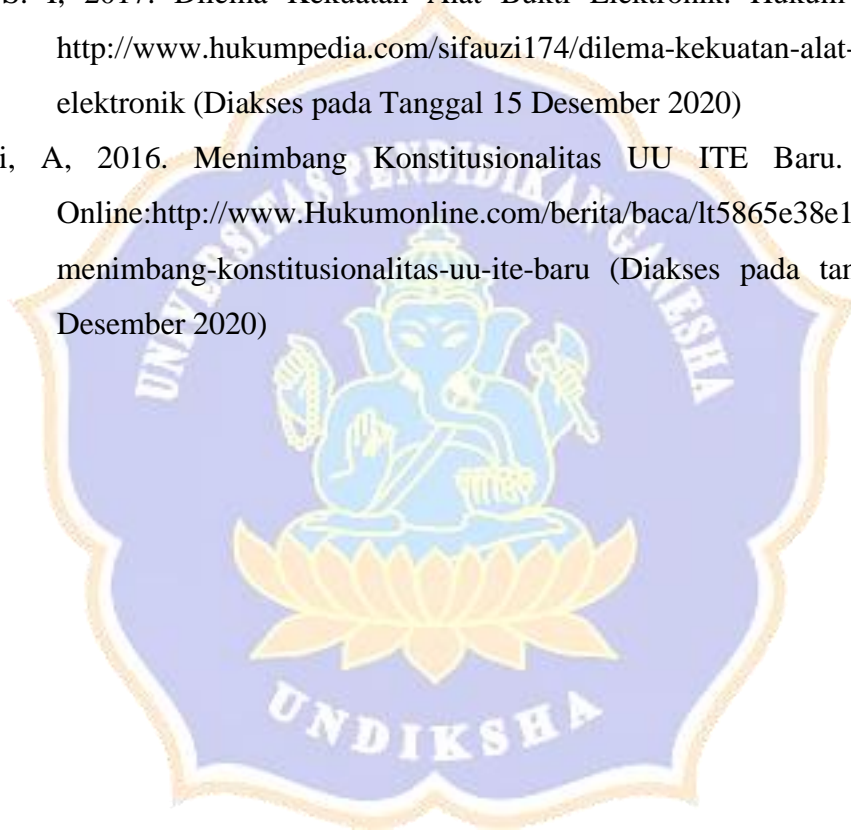 S. I, 2017. Dilema Kekuatan Alat Bukti Elektronik. Hukum
http://www.hukumpedia.com/sifauzi174/dilema-kekuatan-alat-
elektronik (Diakses pada Tanggal 15 Desember 2020)
i, A, 2016. Menimbang Konstitusionalitas UU ITE Baru.
Online:http://www.Hukumonline.com/berita/baca/lt5865e38e1
menimbang-konstitusionalitas-uu-ite-baru (Diakses pada tan
Desember 2020)
UNIVERSITAS PENDIDIKAN GANESHA
UNDIKSHA